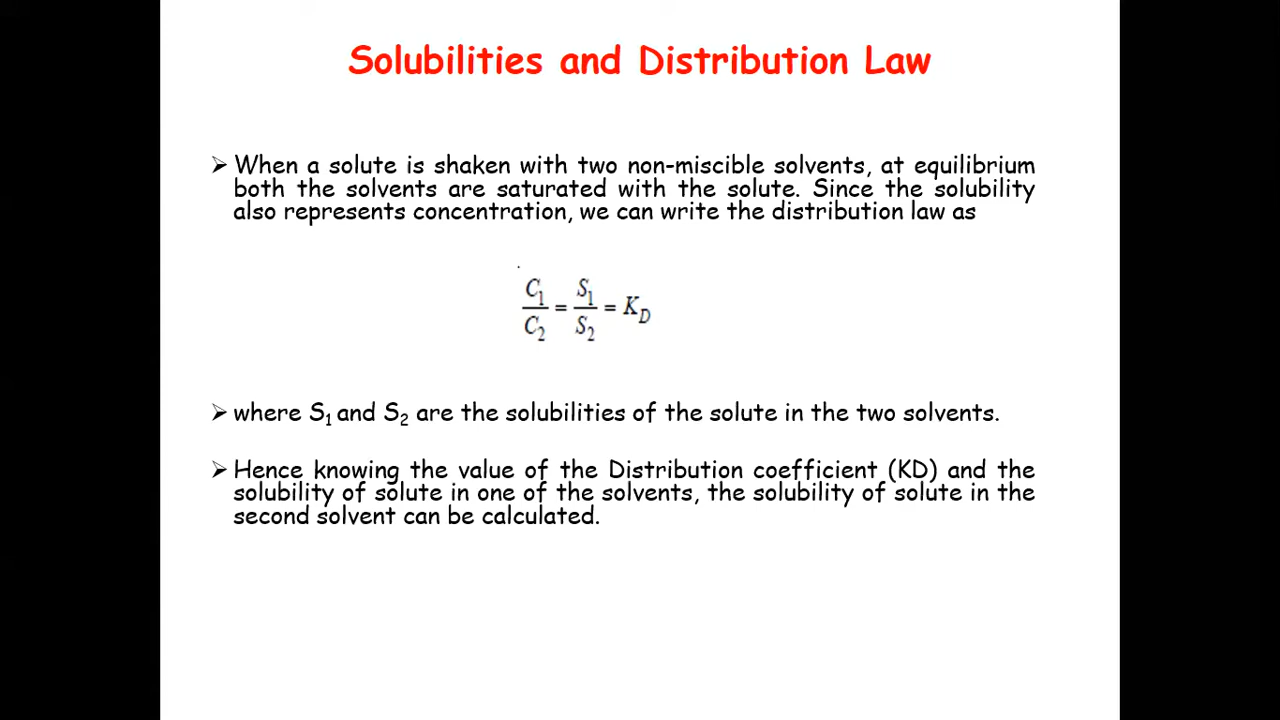 Solubilities and Distribution Law
➢ When a solute is shaken with two non-miscible solvents, at equilibrium
both the solvents are saturated with the solute. Since the solubility
also represents concentration, we can write the distribution law as
C₁/C₂ = S₁/S₂ = K_D
➢ where S₁ and S₂ are the solubilities of the solute in the two solvents.
➢ Hence knowing the value of the Distribution coefficient (KD) and the
solubility of solute in one of the solvents, the solubility of solute in the
second solvent can be calculated.